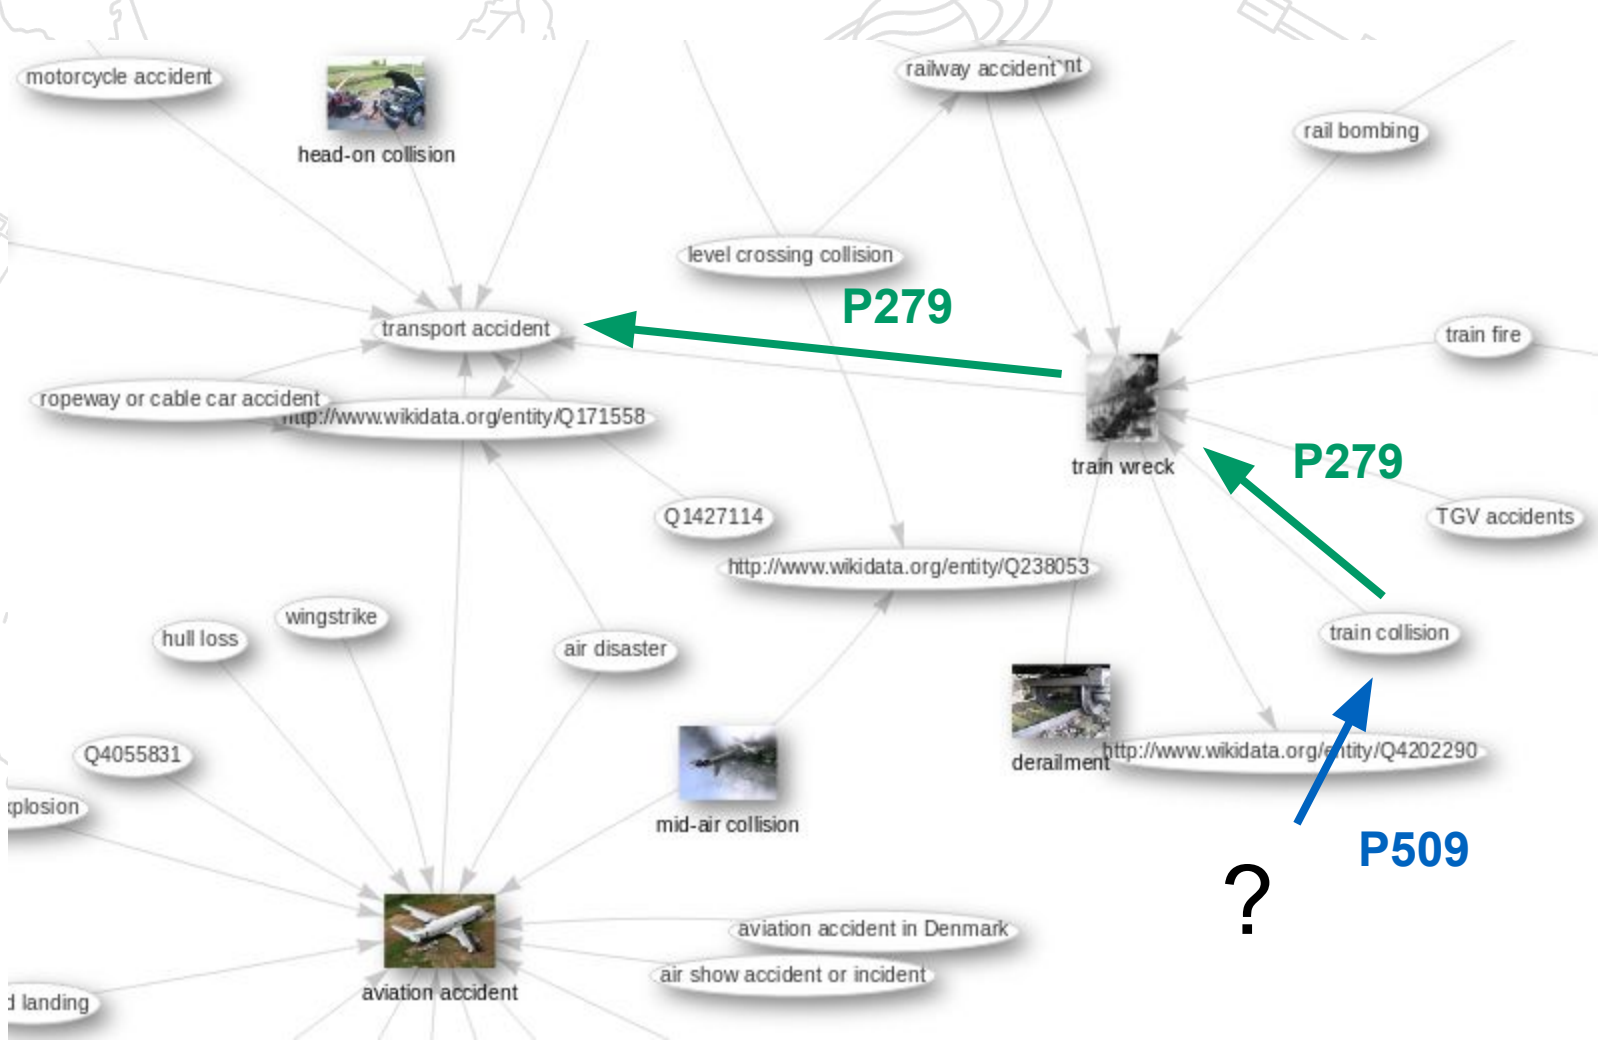 motorcycle accident
railway accident
nt
rail bombing
head-on collision
level crossing collision
P279
transport accident
train fire
ropeway or cable car accident
http://www.wikidata.org/entity/Q171558
train wreck
P279
Q1427114
TGV accidents
http://www.wikidata.org/entity/Q238053
wingstrike
hull loss
air disaster
train collision
Q4055831
http://www.wikidata.org/entity/Q4202290
derailment
xplosion
mid-air collision
P509
?
aviation accident in Denmark
air show accident or incident
aviation accident
d landing